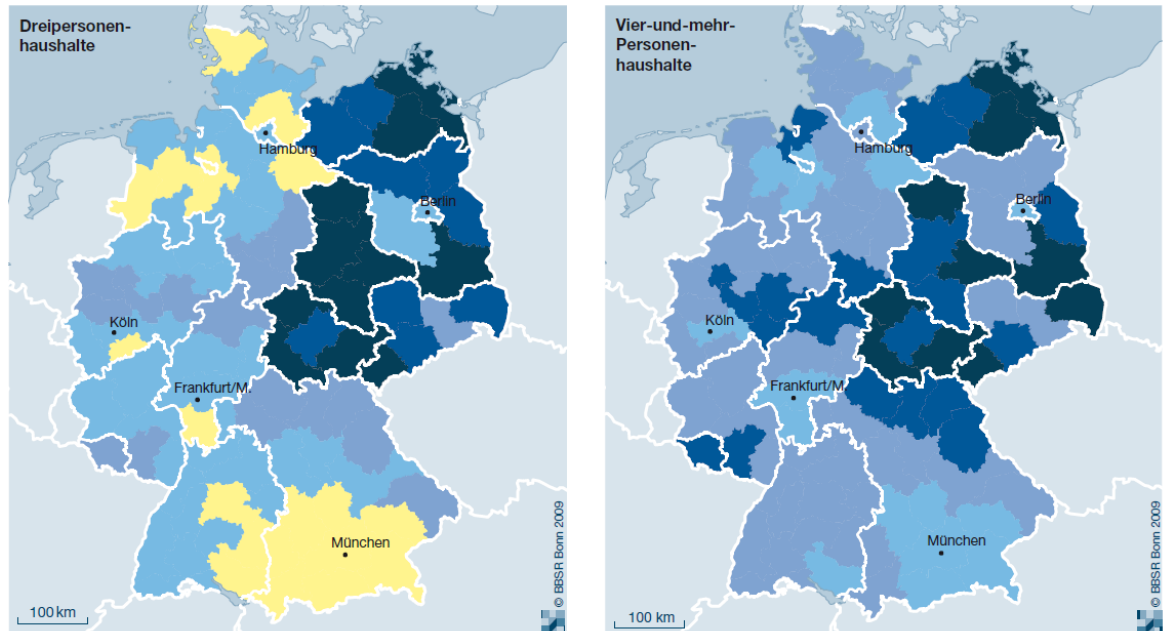 Dreipersonen-
haushalte
Hamburg
Berlin
Köln
Frankfurt/M.
München
100 km
© BBSR Bonn 2009
Vier-und-mehr-
Personen-
haushalte
Hamburg
Berlin
Köln
Frankfurt/M.
München
100 km
© BBSR Bonn 2009